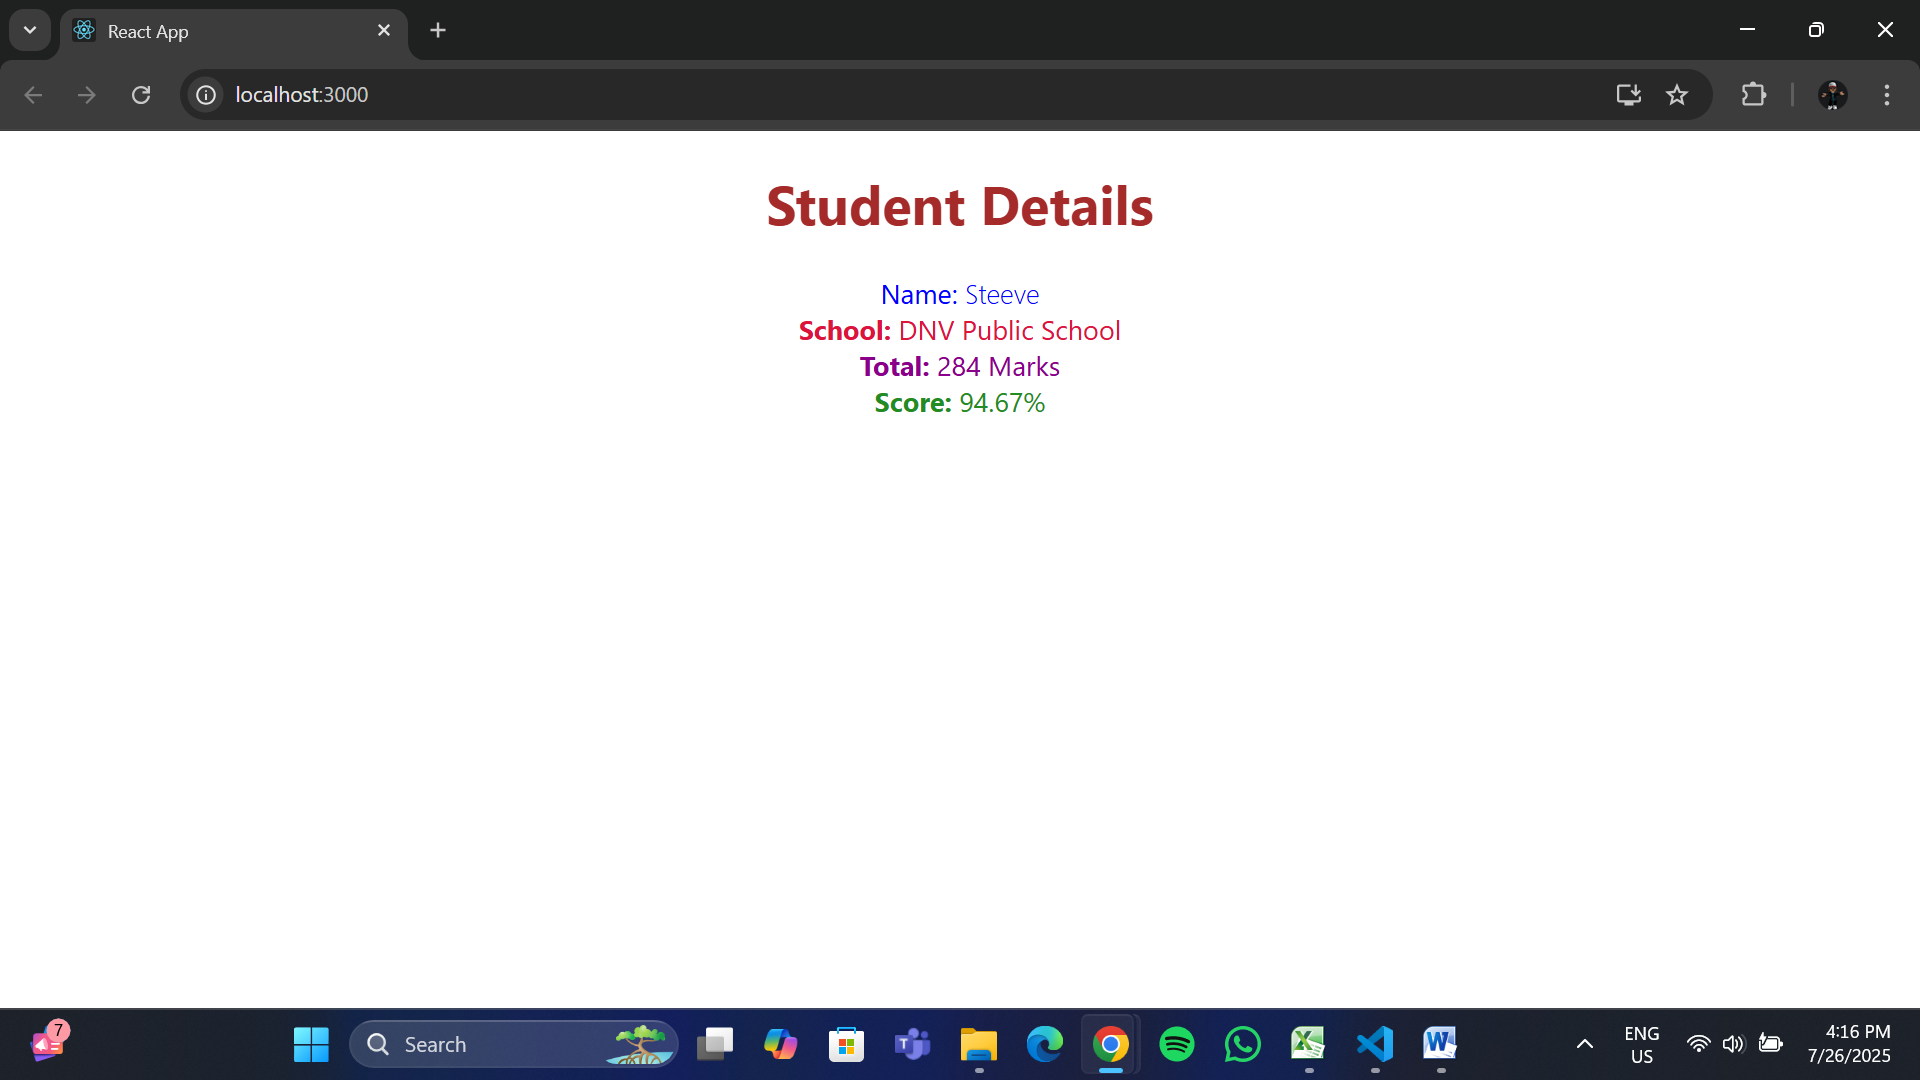 React App
localhost:3000
Student Details
Name: Steeve
School: DNV Public School
Total: 284 Marks
Score: 94.67%
7
Search
ENG
US
4:16 PM
7/26/2025